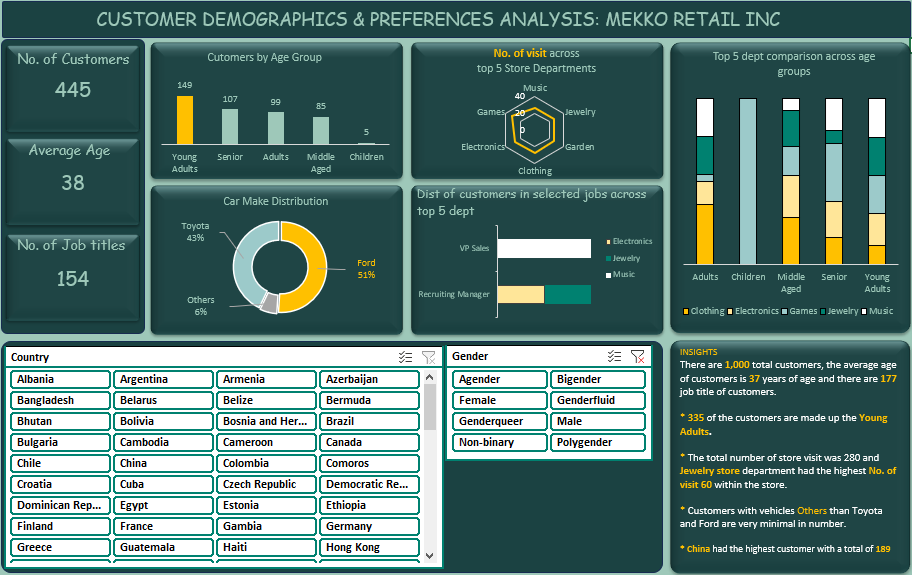 CUSTOMER DEMOGRAPHICS & PREFERENCES ANALYSIS: MEKKO RETAIL INC
No. of Customers
445
Average Age
38
No. of Job titles
154
Cutomers by Age Group
149
107
99
85
5
Young Adults
Senior
Adults
Middle Aged
Children
No. of visit across
top 5 Store Departments
Music
40
20
0
Games
Jewelry
Electronics
Garden
Clothing
Top 5 dept comparison across age
groups
Adults
Children
Middle Aged
Senior
Young Adults
Clothing
Electronics
Games
Jewelry
Music
Car Make Distribution
Toyota
43%
Ford
51%
Others
6%
Dist of customers in selected jobs across
top 5 dept
VP Sales
Recruiting Manager
Electronics
Jewelry
Music
Country
Albania
Argentina
Armenia
Azerbaijan
Bangladesh
Belarus
Belize
Bermuda
Bhutan
Bolivia
Bosnia and Her...
Brazil
Bulgaria
Cambodia
Cameroon
Canada
Chile
China
Colombia
Comoros
Croatia
Cuba
Czech Republic
Democratic Re...
Dominican Rep...
Egypt
Estonia
Ethiopia
Finland
France
Gambia
Germany
Greece
Guatemala
Haiti
Hong Kong
Gender
Agender
Bigender
Female
Genderfluid
Genderqueer
Male
Non-binary
Polygender
INSIGHTS
There are 1,000 total customers, the average age
of customers is 37 years of age and there are 177
job title of customers.
* 335 of the customers are made up the Young
Adults.
* The total number of store visit was 280 and
Jewelry store department had the highest No. of
visit 60 within the store.
* Customers with vehicles Others than Toyota
and Ford are very minimal in number.
* China had the highest customer with a total of 189